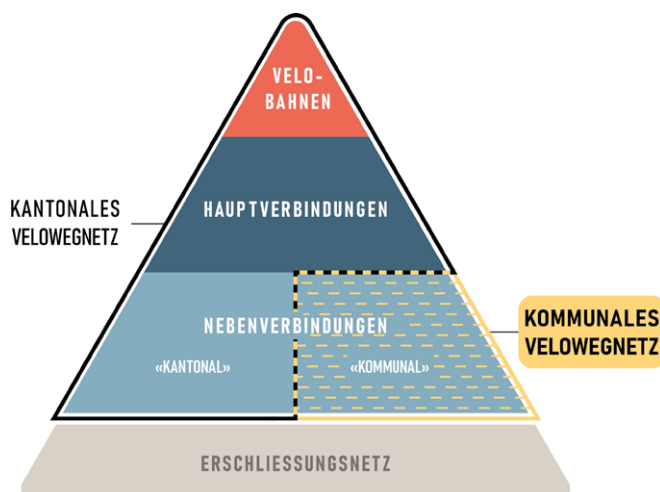 VELO-
BAHNEN
HAUPTVERBINDUNGEN
KANTONALES
VELOWEGNETZ
NEBENVERBINDUNGEN
«KANTONAL»
«KOMMUNAL»
KOMMUNALES
VELOWEGNETZ
ERSCHLIESSUNGSNETZ